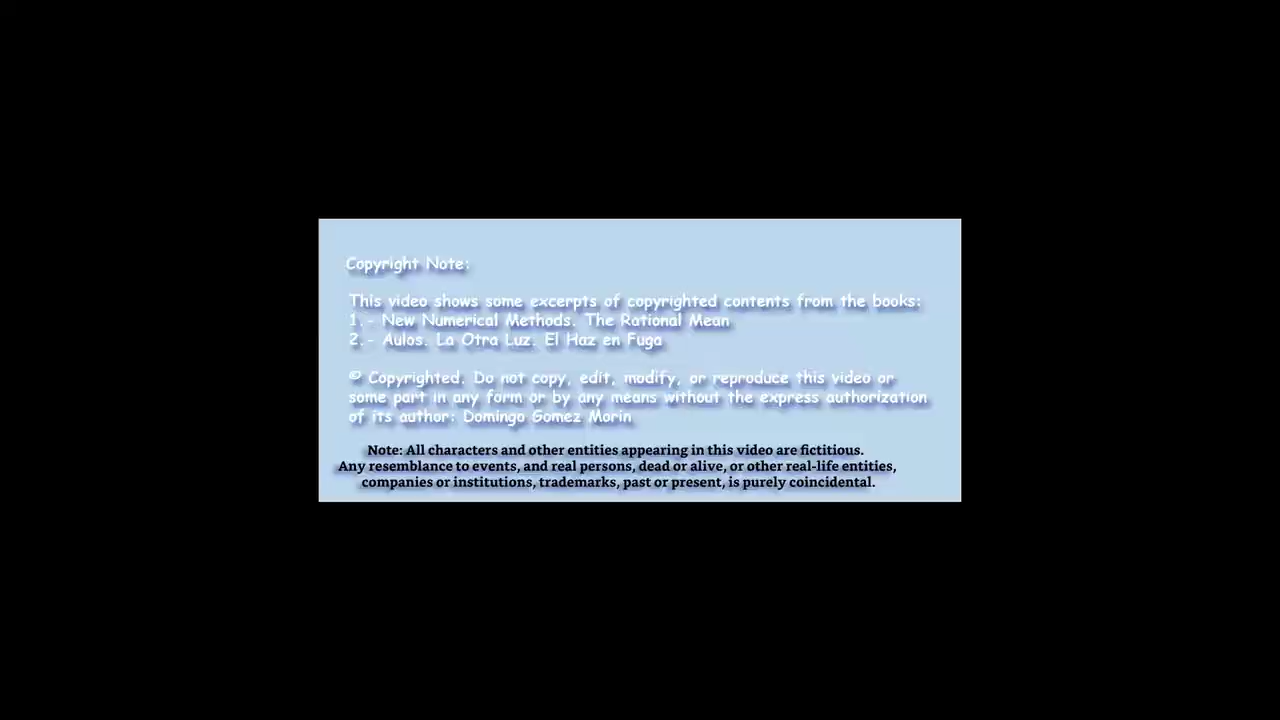 Copyright Note:
This video shows some excerpts of copyrighted contents from the books:
1.- New Numerical Methods. The Rational Mean
2.- Aulos. La Otra Luz. El Haz en Fuga
© Copyrighted. Do not copy, edit, modify, or reproduce this video or
some part in any form or by any means without the express authorization
of its author: Domingo Gomez Morin
Note: All characters and other entities appearing in this video are fictitious.
Any resemblance to events, and real persons, dead or alive, or other real-life entities,
companies or institutions, trademarks, past or present, is purely coincidental.